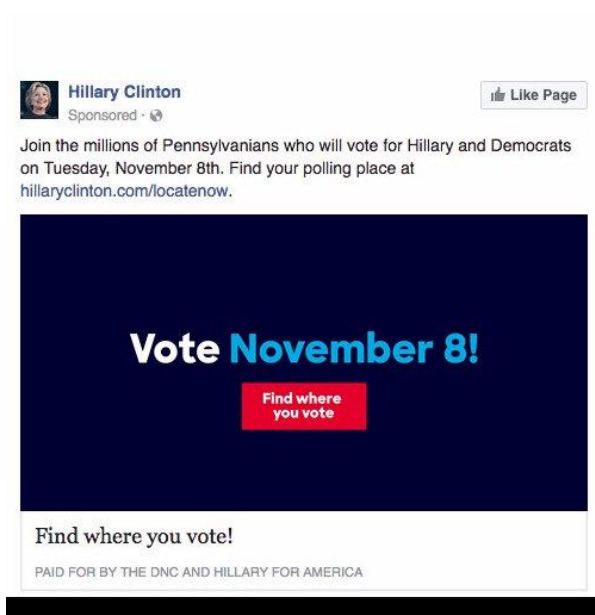 Hillary Clinton
Like Page
Sponsored ·
Join the millions of Pennsylvanians who will vote for Hillary and Democrats
on Tuesday, November 8th. Find your polling place at
hillaryclinton.com/locatenow.
Vote November 8!
Find where
you vote
Find where you vote!
PAID FOR BY THE DNC AND HILLARY FOR AMERICA